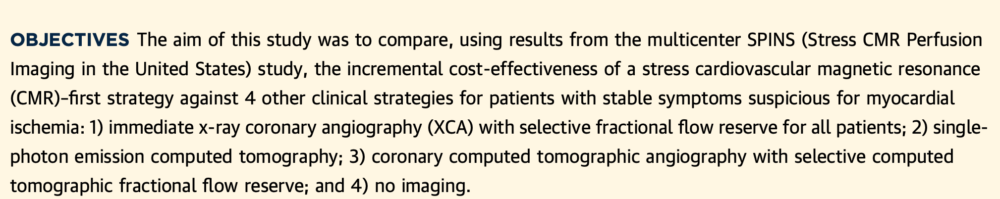 OBJECTIVES The aim of this study was to compare, using results from the multicenter SPINS (Stress CMR Perfusion
Imaging in the United States) study, the incremental cost-effectiveness of a stress cardiovascular magnetic resonance
(CMR)–first strategy against 4 other clinical strategies for patients with stable symptoms suspicious for myocardial
ischemia: 1) immediate x-ray coronary angiography (XCA) with selective fractional flow reserve for all patients; 2) single-
photon emission computed tomography; 3) coronary computed tomographic angiography with selective computed
tomographic fractional flow reserve; and 4) no imaging.